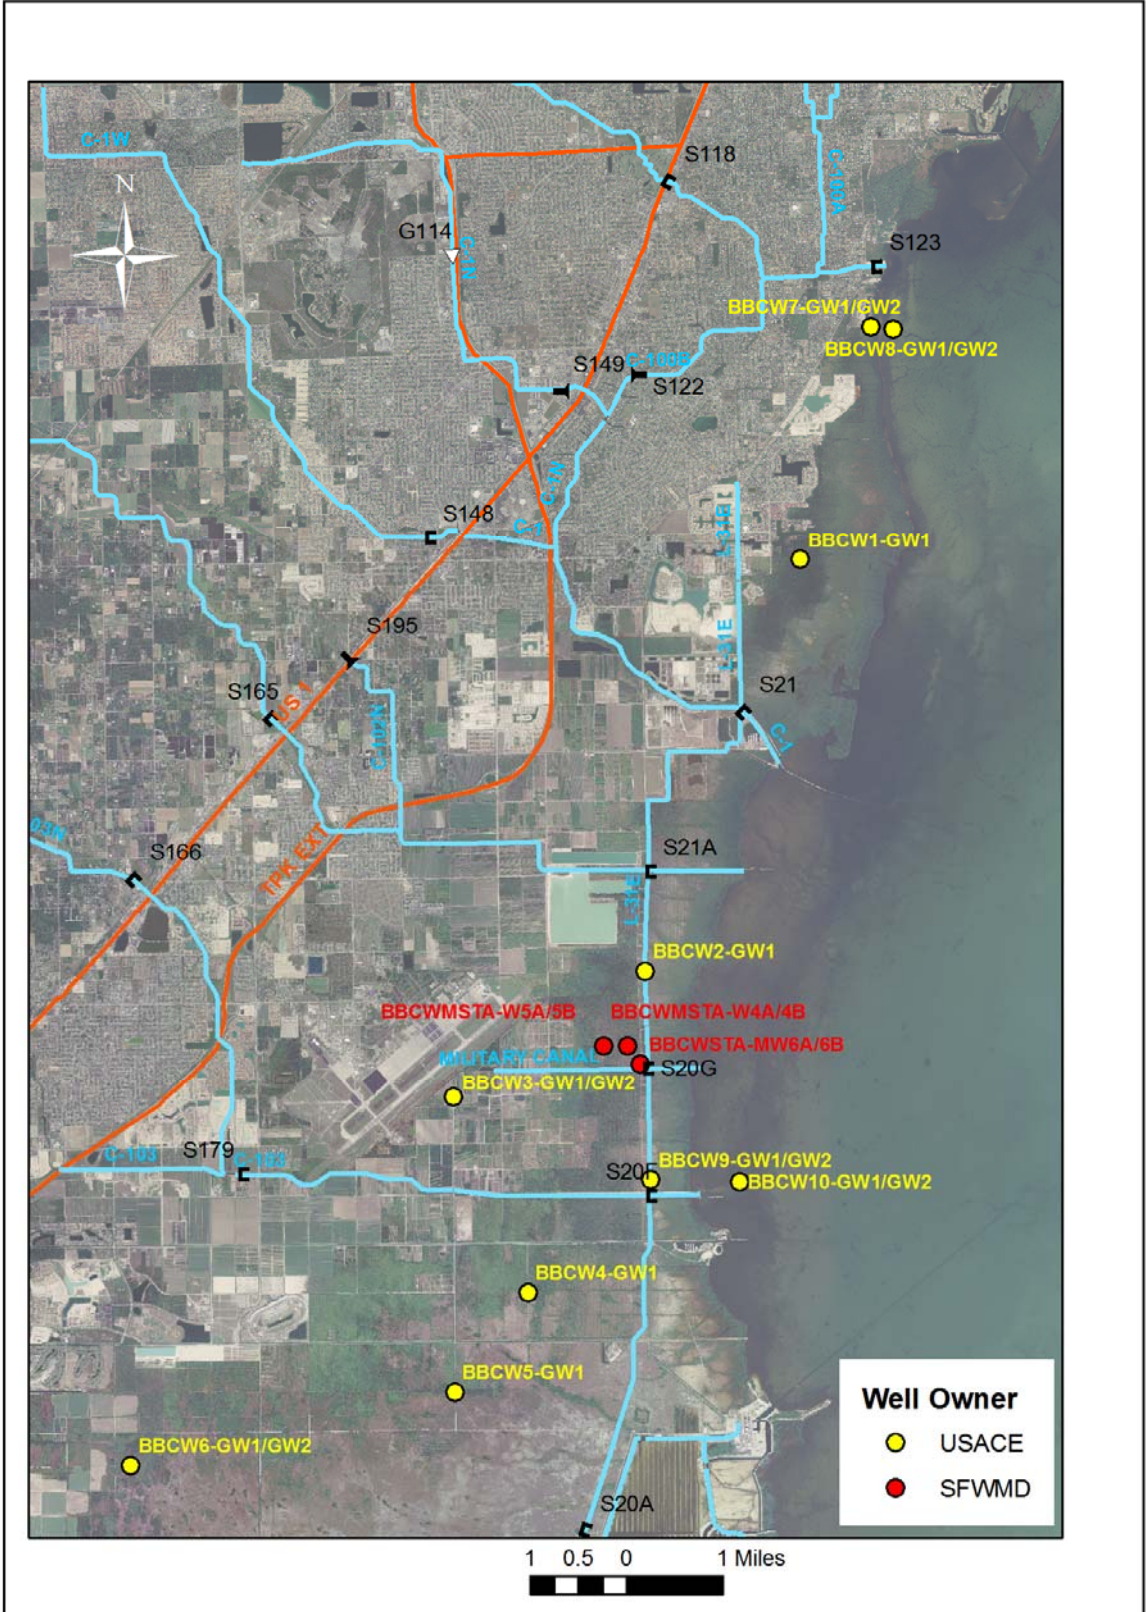 C-1W
N
S118
C-100A
G114
C-1N
S123
BBCW7-GW1/GW2
BBCW8-GW1/GW2
S149
C-100B
S122
C-1N
S148
C-1
L-31E
BBCW1-GW1
S195
L-31E
S165
US 1
S21
C-102N
C-1
03N
S166
TPK EXT
S21A
L-31E
BBCW2-GW1
BBCWMSTA-W5A/5B
BBCWMSTA-W4A/4B
BBCWSTA-MW6A/6B
MILITARY CANAL
S20G
BBCW3-GW1/GW2
S179
C-103
C-103
BBCW9-GW1/GW2
S20F
BBCW10-GW1/GW2
BBCW4-GW1
BBCW5-GW1
BBCW6-GW1/GW2
S20A
Well Owner
USACE
SFWMD
1 0.5 0 1 Miles